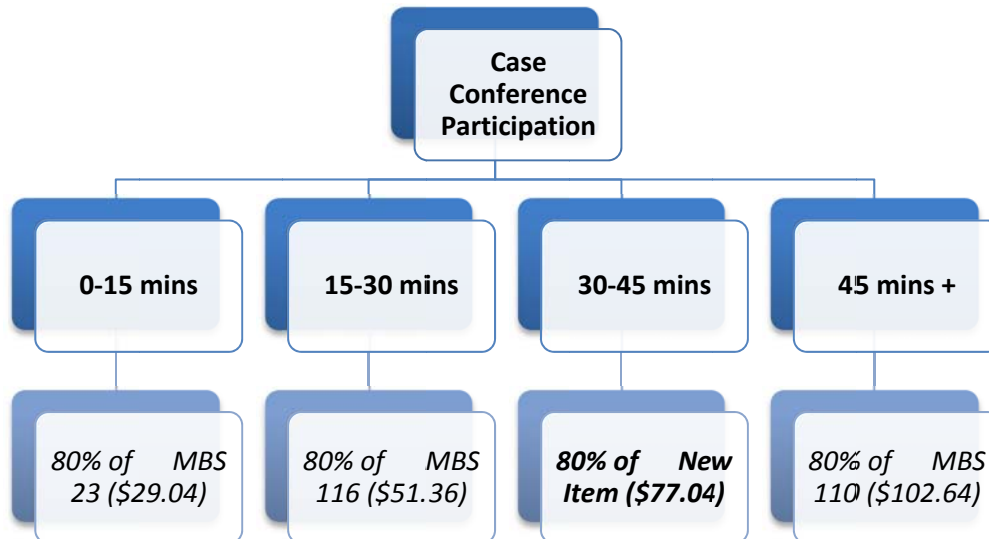 Case
Conference
Participation
0-15 mins
15-30 mins
30-45 mins
45 mins +
80% of MBS
23 ($29.04)
80% of MBS
116 ($51.36)
80% of New
Item ($77.04)
80% of MBS
110 ($102.64)